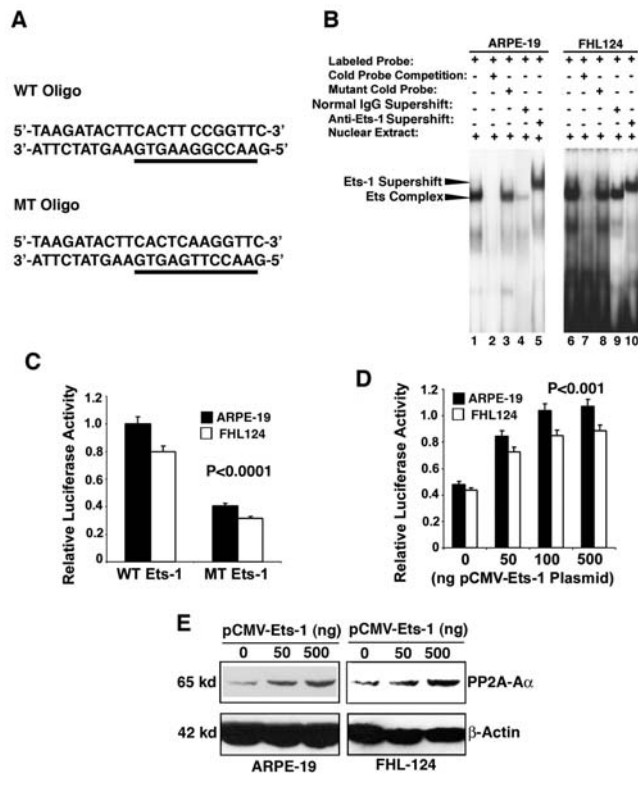 A
WT Oligo
5'-TAAGATACTTCACTT CCGGTTC-3'
3'-ATTCTATGAAGTGAAGGCCAAG-5'
MT Oligo
5'-TAAGATACTTCACTCAAGGTTC-3'
3'-ATTCTATGAAGTGAGTTCCAAG-5'
B
ARPE-19 FHL124
Labeled Probe: + + + + + + + + + +
Cold Probe Competition: - + - - - - + - - -
Mutant Cold Probe: - - + - - - - + - -
Normal IgG Supershift: - - - + - - - - + -
Anti-Ets-1 Supershift: - - - - + - - - - +
Nuclear Extract: + + + + + + + + + +
Ets-1 Supershift
Ets Complex
1 2 3 4 5 6 7 8 9 10
C
Relative Luciferase Activity
1.2
1.0
0.8
0.6
0.4
0.2
0
ARPE-19
FHL124
P<0.0001
WT Ets-1 MT Ets-1
D
Relative Luciferase Activity
1.2
1.0
0.8
0.6
0.4
0.2
0
ARPE-19
FHL124
P<0.001
0 50 100 500
(ng pCMV-Ets-1 Plasmid)
E
pCMV-Ets-1 (ng) pCMV-Ets-1 (ng)
0 50 500 0 50 500
65 kd PP2A-Aα
42 kd β-Actin
ARPE-19 FHL-124